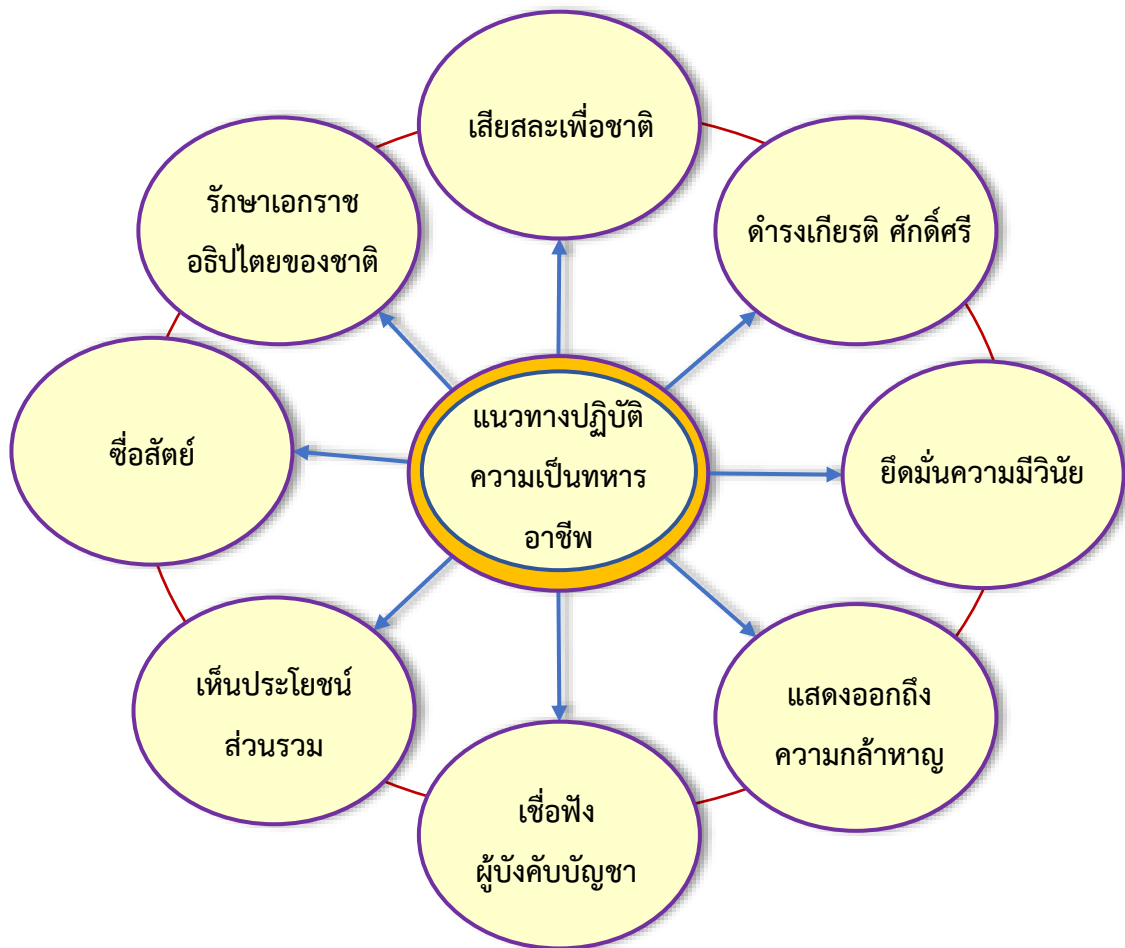 เสียสละเพื่อชาติ
รักษาเอกราช
อธิปไตยของชาติ
ดำรงเกียรติ ศักดิ์ศรี
ซื่อสัตย์
แนวทางปฏิบัติ
ความเป็นทหาร
อาชีพ
ยึดมั่นความมีวินัย
เห็นประโยชน์
ส่วนรวม
แสดงออกถึง
ความกล้าหาญ
เชื่อฟัง
ผู้บังคับบัญชา